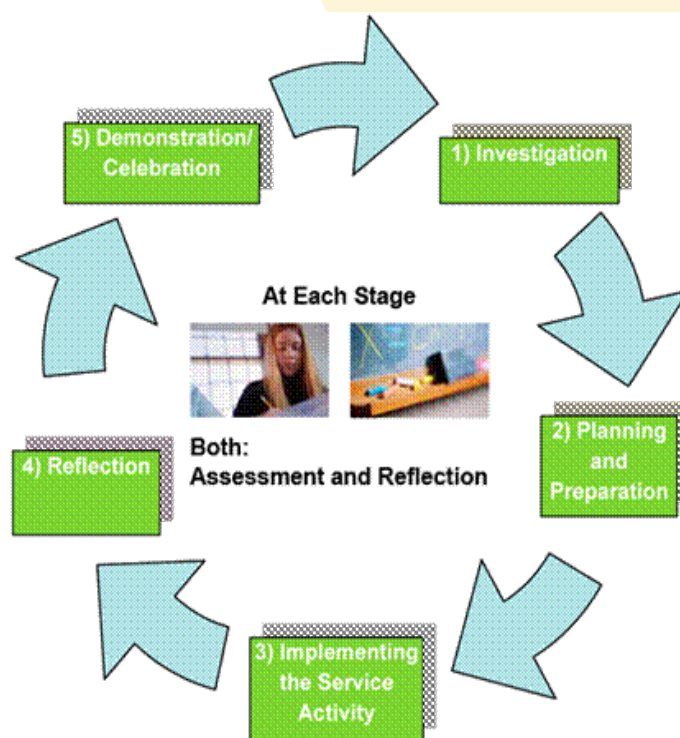 5) Demonstration/
Celebration
1) Investigation
At Each Stage
2) Planning
and
Preparation
4) Reflection
Both:
Assessment and Reflection
3) Implementing
the Service
Activity